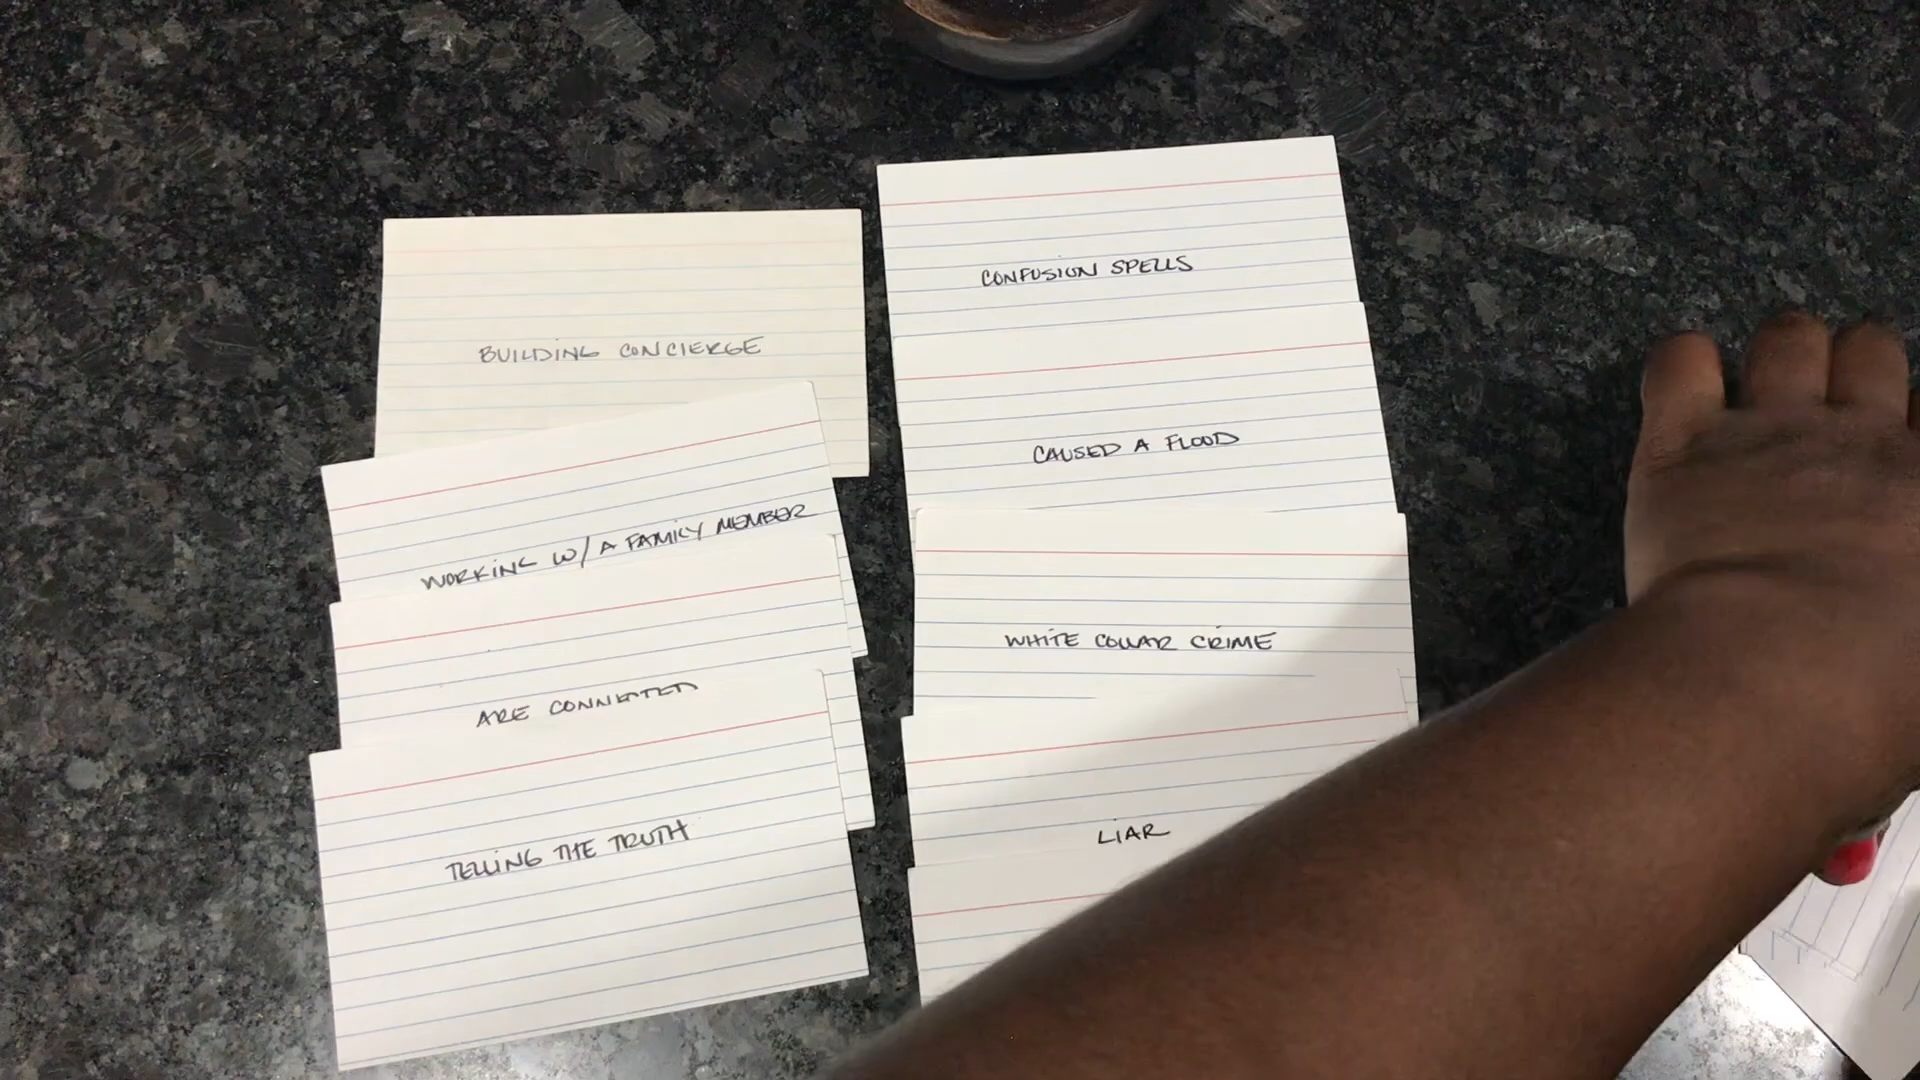 BUILDING CONCIERGE
WORKING W/ A FAMILY MEMBER
ARE CONNECTED
TELLING THE TRUTH
CONFUSION SPELLS
CAUSED A FLOOD
WHITE COLLAR CRIME
LIAR